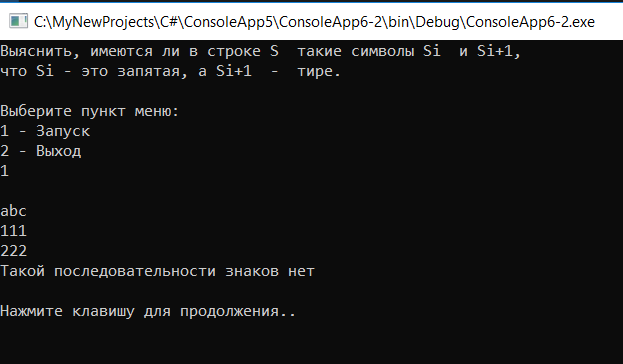 C:\MyNewProjects\C#\ConsoleApp5\ConsoleApp6-2\bin\Debug\ConsoleApp6-2.exe
Выяснить, имеются ли в строке S  такие символы Si  и Si+1,
что Si - это запятая, а Si+1  -  тире.
Выберите пункт меню:
1 - Запуск
2 - Выход
1
abc
111
222
Такой последовательности знаков нет
Нажмите клавишу для продолжения..